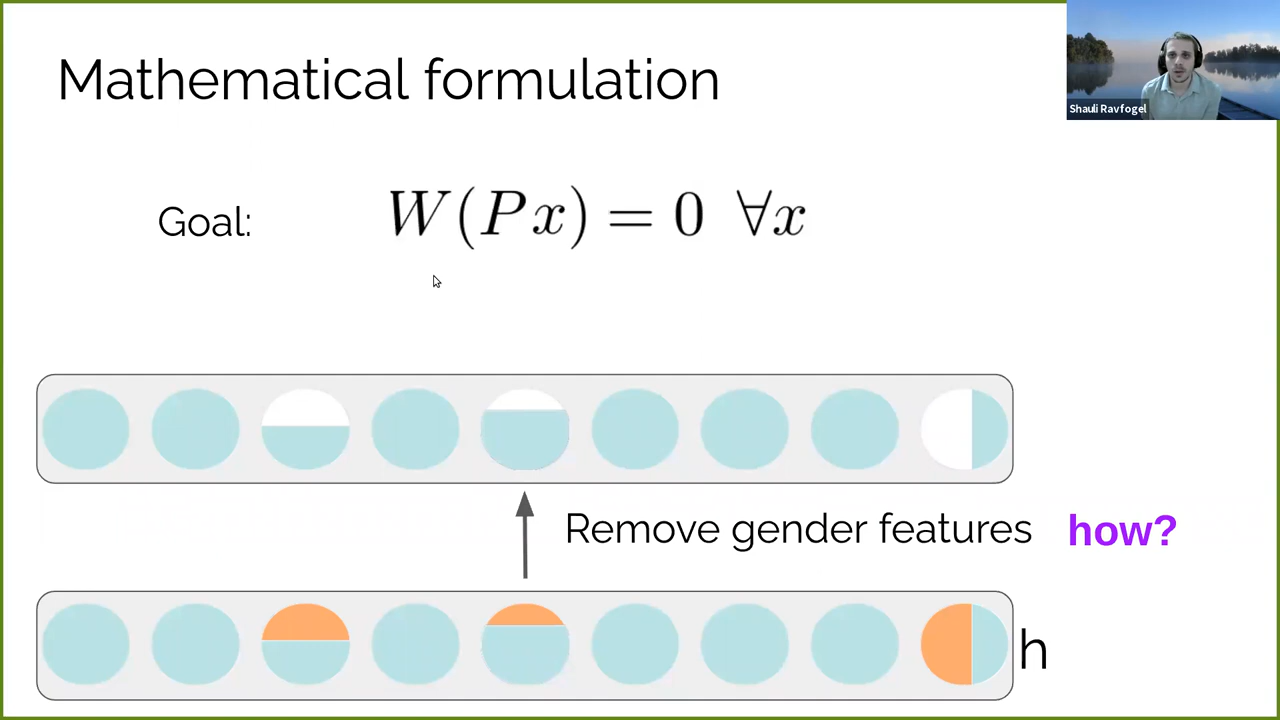 Mathematical formulation
Shauli Ravfogel
Goal: W(Px) = 0 ∀x
Remove gender features how?
h